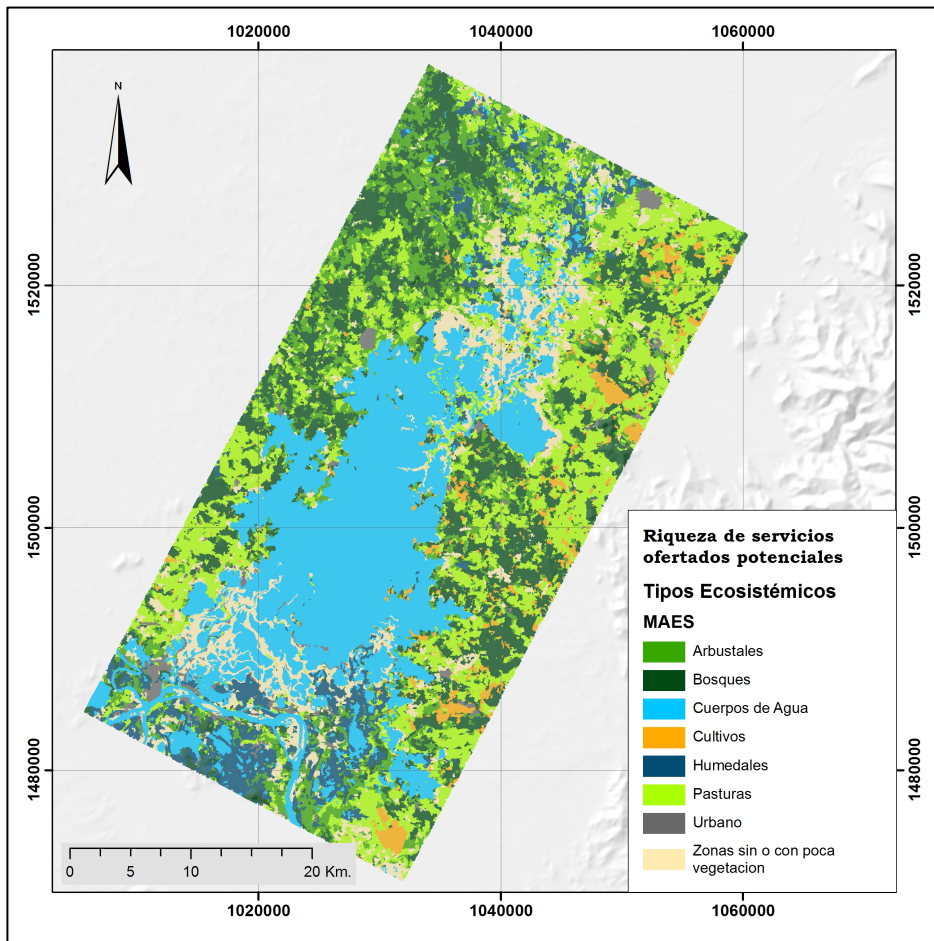 1020000 1040000 1060000
N
1520000 1520000
1500000 1500000
1480000 1480000
Riqueza de servicios
ofertados potenciales
Tipos Ecosistémicos
MAES
Arbustales
Bosques
Cuerpos de Agua
Cultivos
Humedales
Pasturas
Urbano
Zonas sin o con poca
vegetacion
0 5 10 20 Km.
1020000 1040000 1060000